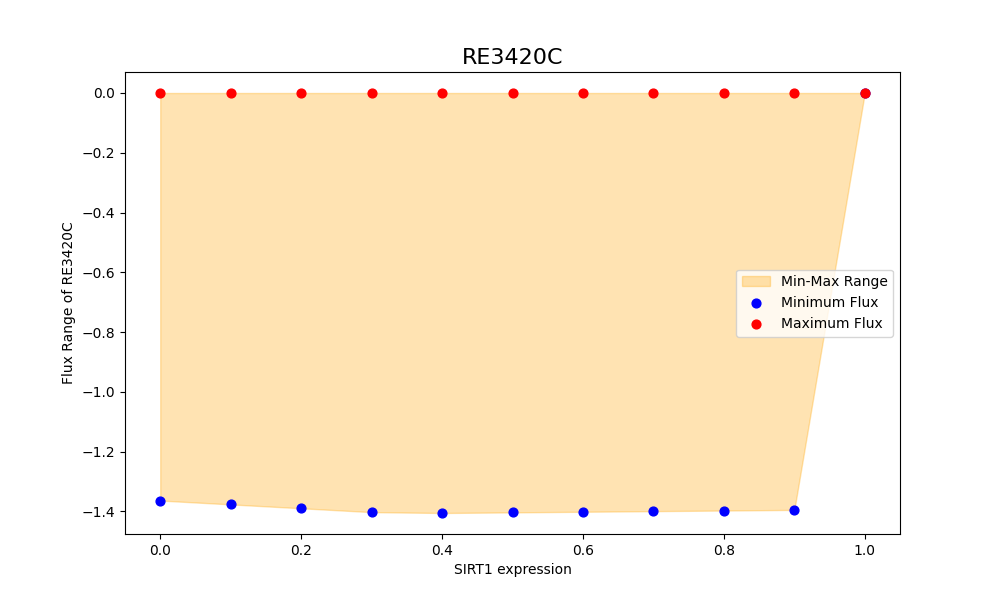 RE3420C
0.0
−0.2
−0.4
−0.6
−0.8
−1.0
−1.2
−1.4
Flux Range of RE3420C
Min-Max Range
Minimum Flux
Maximum Flux
0.0 0.2 0.4 0.6 0.8 1.0
SIRT1 expression